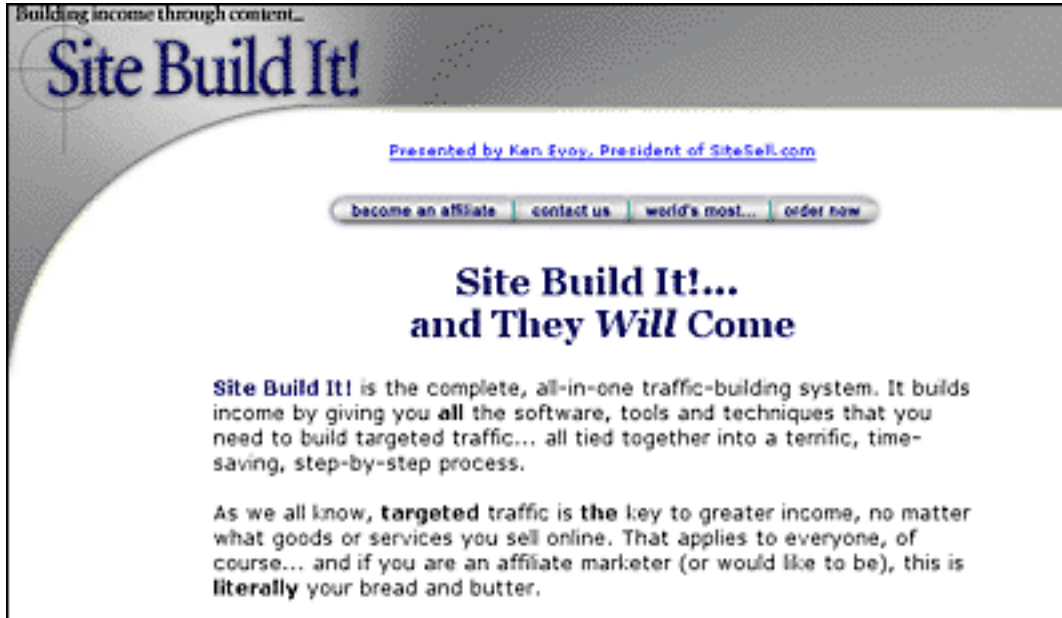 Building income through content...
Site Build It!
Presented by Ken Evoy, President of SiteSell.com
become an affiliate | contact us | world's most... | order now
Site Build It!...
and They Will Come
Site Build It! is the complete, all-in-one traffic-building system. It builds
income by giving you all the software, tools and techniques that you
need to build targeted traffic... all tied together into a terrific, time-
saving, step-by-step process.
As we all know, targeted traffic is the key to greater income, no matter
what goods or services you sell online. That applies to everyone, of
course... and if you are an affiliate marketer (or would like to be), this is
literally your bread and butter.